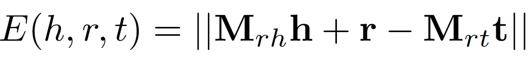 E(h, r, t) = ||M_{rh}h + r − M_{rt}t||